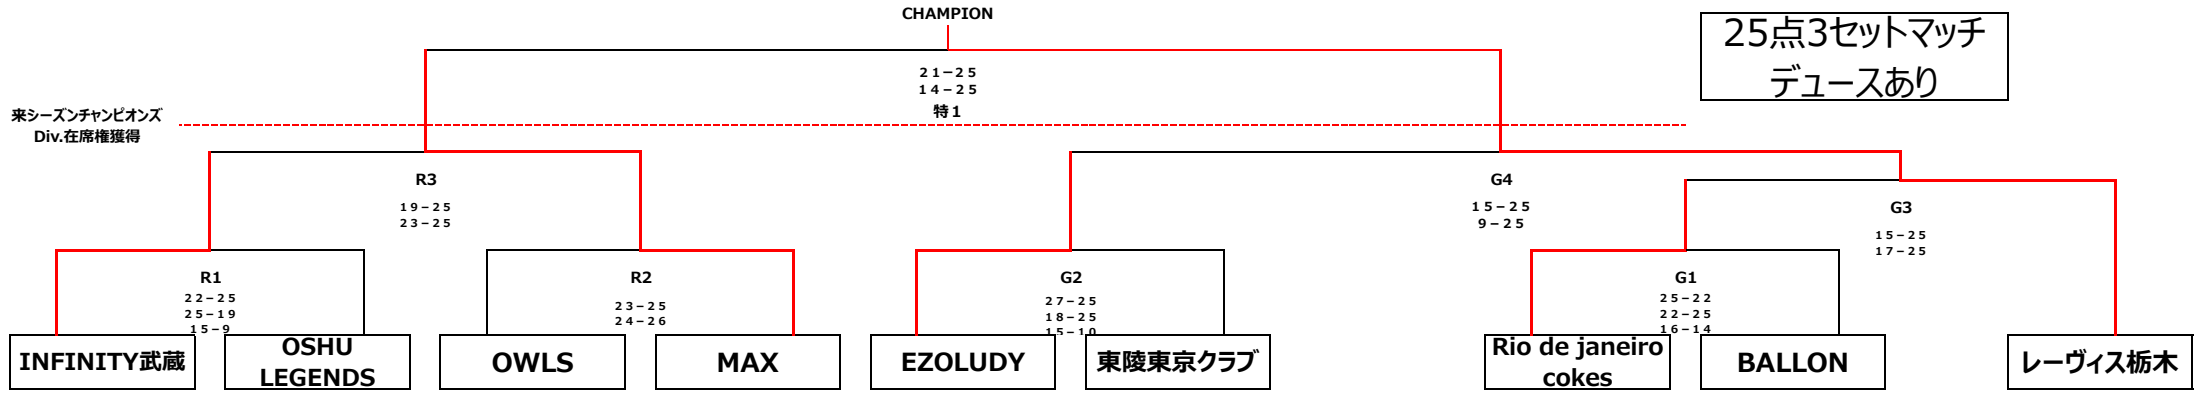 CHAMPION
25点3セットマッチ
デュースあり
21−25
14−25
特1
来シーズンチャンピオンズ
Div.在席権獲得
R3
19−25
23−25
G4
15−25
9−25
G3
15−25
17−25
R1
22−25
25−19
15−9
R2
23−25
24−26
G2
27−25
18−25
15−10
G1
25−22
22−25
16−14
INFINITY武蔵
OSHU
LEGENDS
OWLS
MAX
EZOLUDY
東陵東京クラブ
Rio de janeiro
cokes
BALLON
レーヴィス栃木